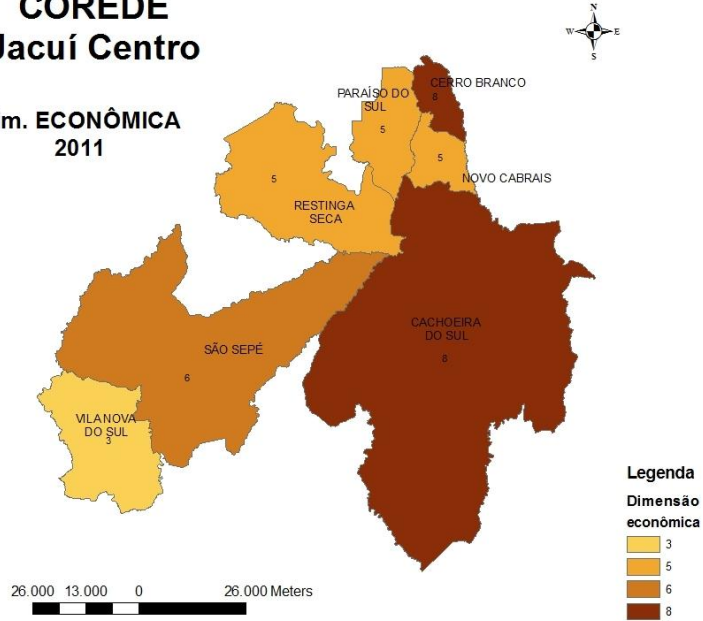 COREDE
Jacuí Centro
m. ECONÔMICA
2011
N
W E
S
PARAÍSO DO
SUL
5
CERRO BRANCO
8
5
NOVO CABRAIS
5
RESTINGA
SECA
CACHOEIRA
DO SUL
8
SÃO SEPÉ
6
VILA NOVA
DO SUL
3
Legenda
Dimensão
econômica
3
5
6
8
26.000 13.000 0 26.000 Meters